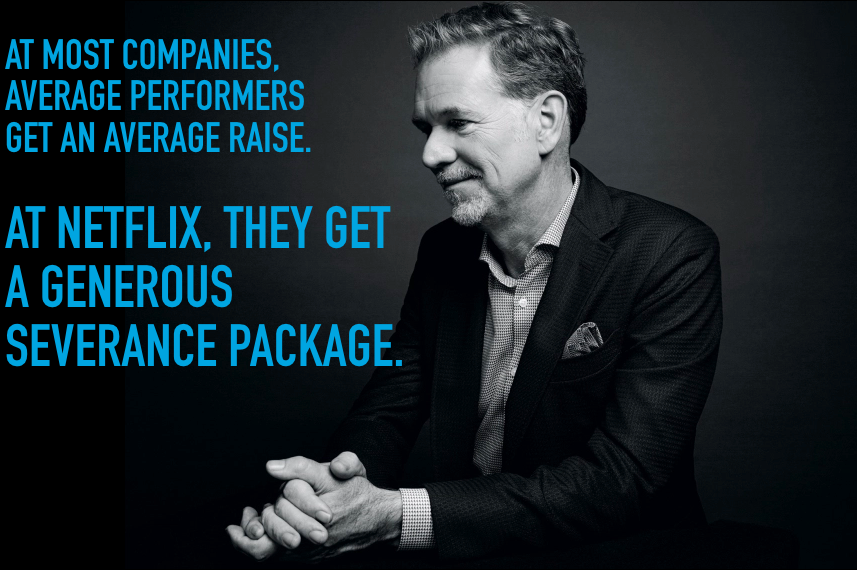 AT MOST COMPANIES,
AVERAGE PERFORMERS
GET AN AVERAGE RAISE.
AT NETFLIX, THEY GET
A GENEROUS
SEVERANCE PACKAGE.